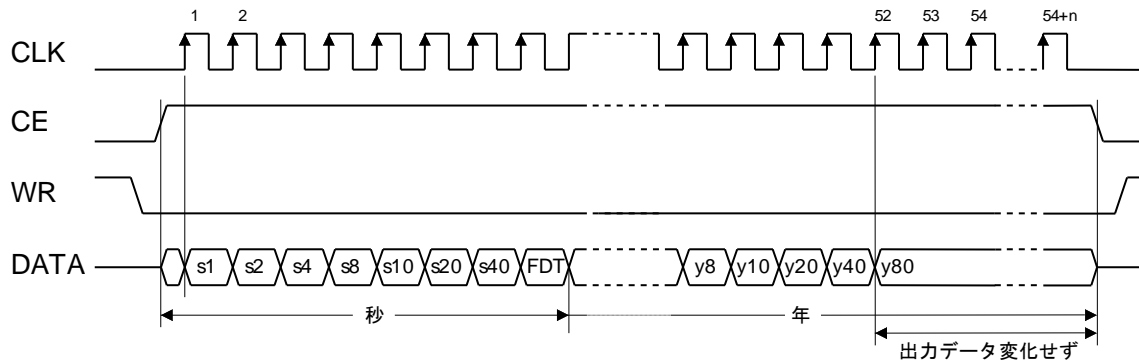 1 2 52 53 54 54+n
CLK
CE
WR
DATA s1 s2 s4 s8 s10 s20 s40 FDT y8 y10 y20 y40 y80
秒 年
出力データ変化せず